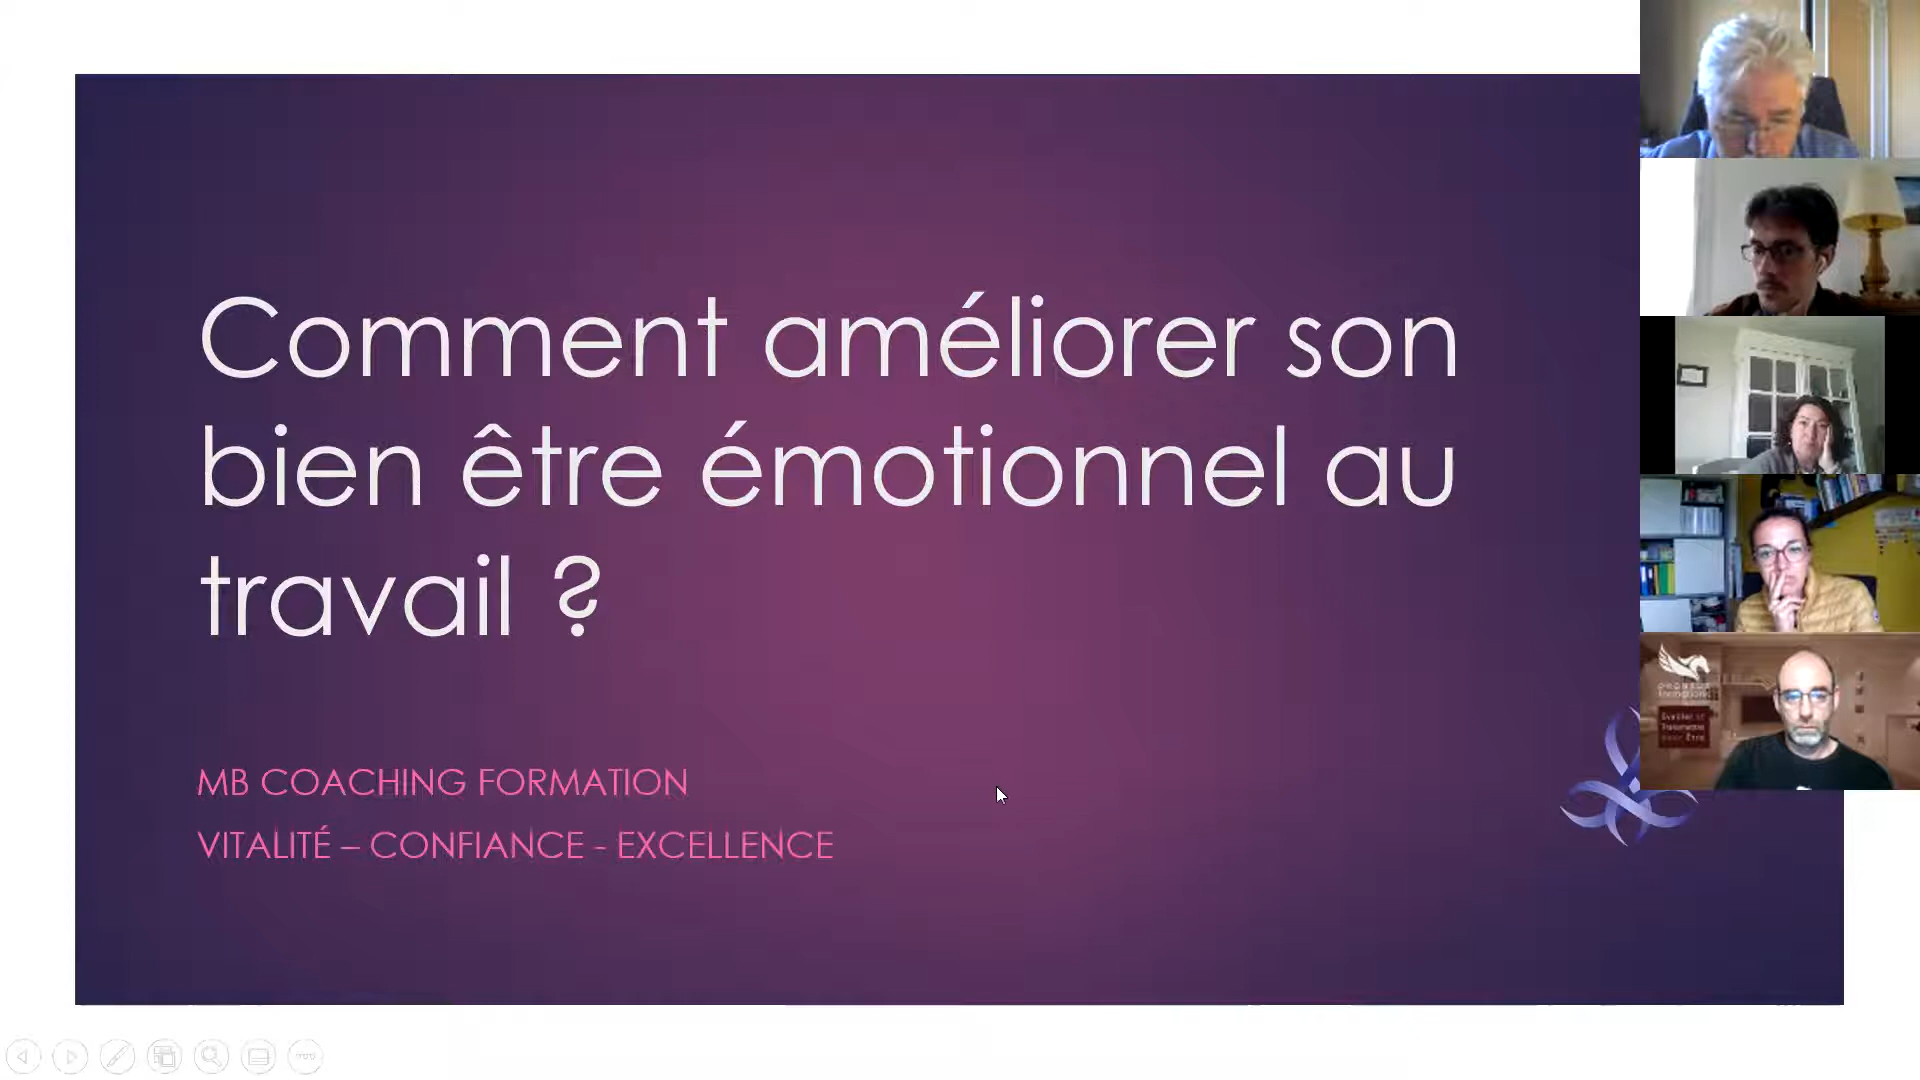 Comment améliorer son
bien être émotionnel au
travail ?
MB COACHING FORMATION
VITALITÉ – CONFIANCE - EXCELLENCE